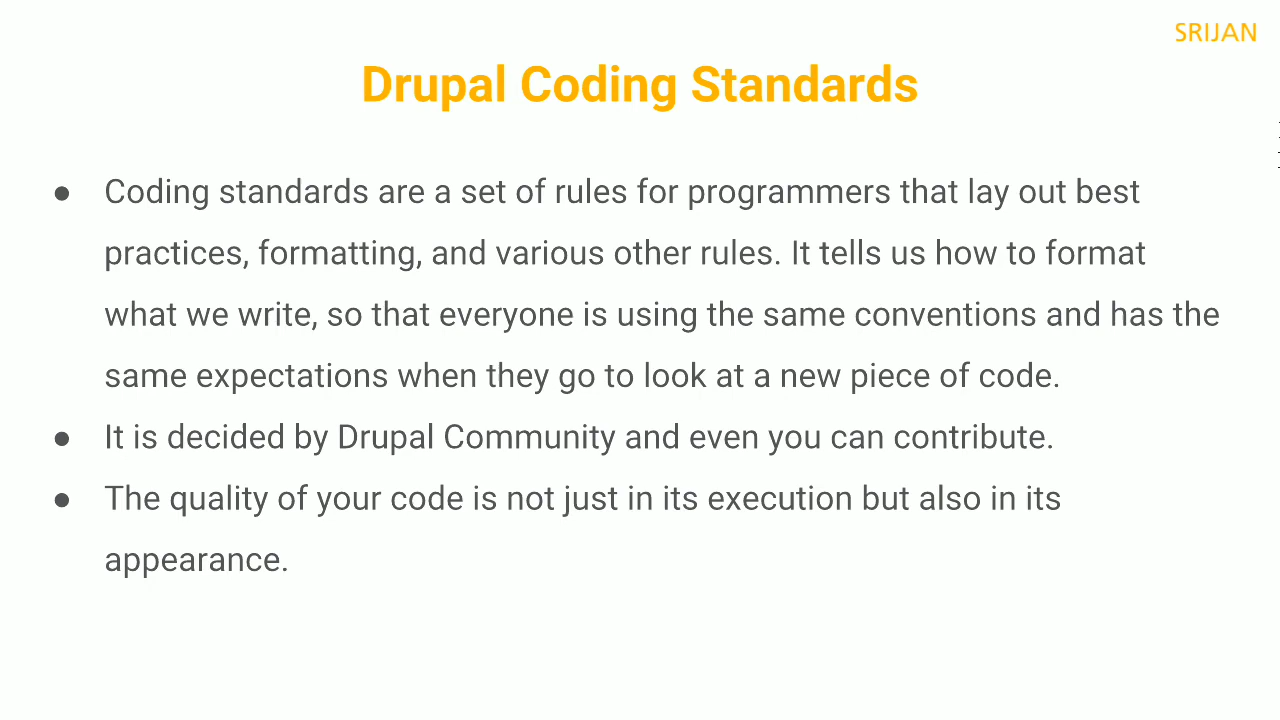 SRIJAN
Drupal Coding Standards
● Coding standards are a set of rules for programmers that lay out best
practices, formatting, and various other rules. It tells us how to format
what we write, so that everyone is using the same conventions and has the
same expectations when they go to look at a new piece of code.
● It is decided by Drupal Community and even you can contribute.
● The quality of your code is not just in its execution but also in its
appearance.